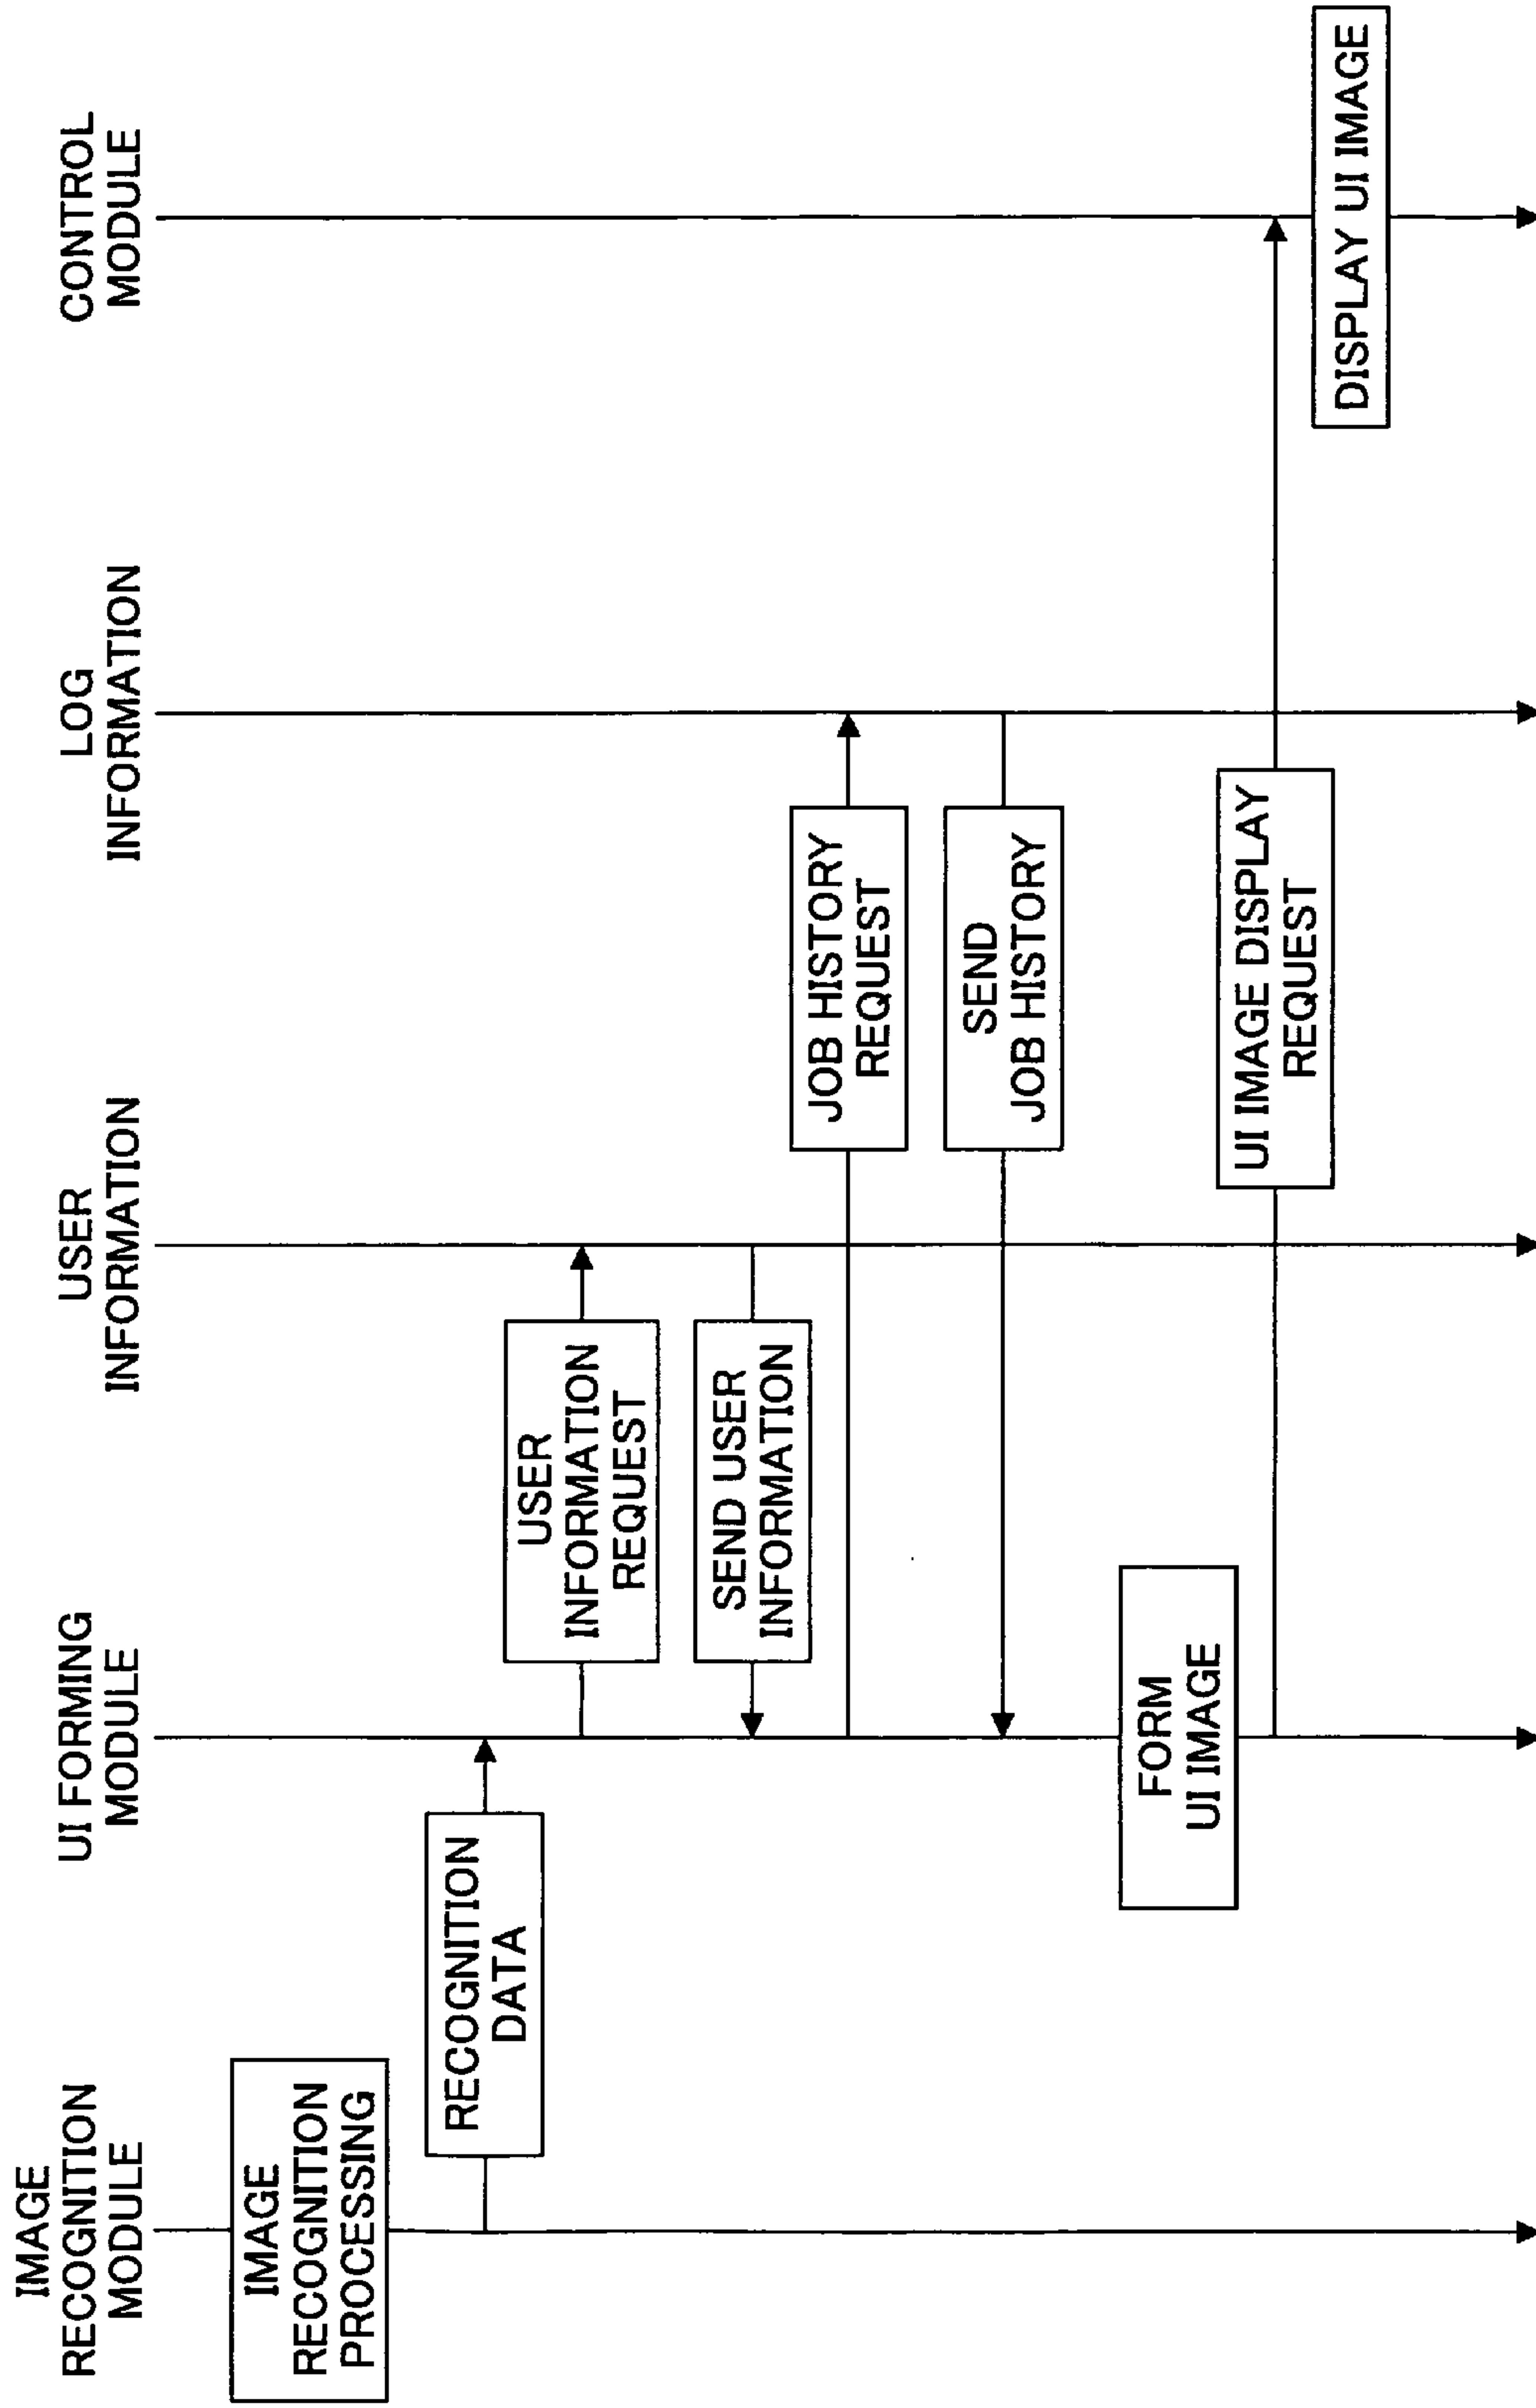 IMAGE
RECOGNITION
MODULE
UI FORMING
MODULE
USER
INFORMATION
LOG
INFORMATION
CONTROL
MODULE
IMAGE
RECOGNITION
PROCESSING
RECOGNITION
DATA
USER
INFORMATION
REQUEST
SEND USER
INFORMATION
JOB HISTORY
REQUEST
SEND
JOB HISTORY
FORM
UI IMAGE
UI IMAGE DISPLAY
REQUEST
DISPLAY UI IMAGE